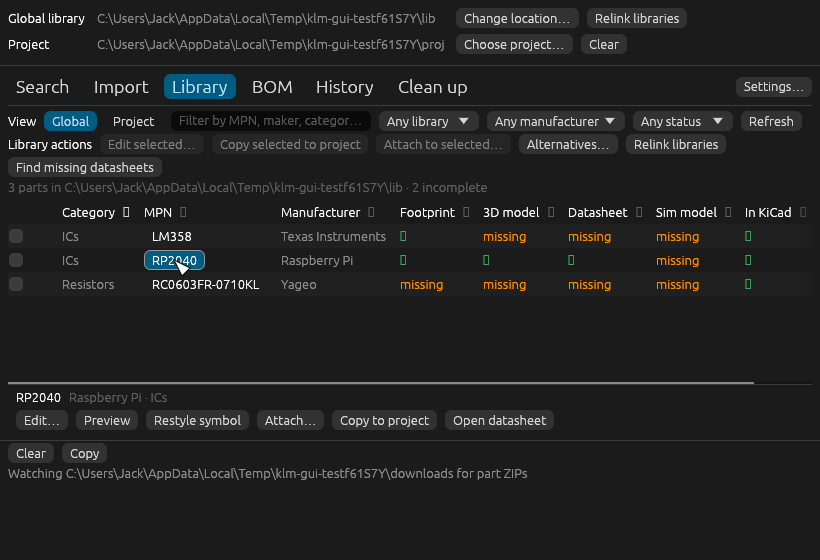 Global library C:\Users\Jack\AppData\Local\Temp\klm-gui-testf61S7Y\lib Change location… Relink libraries
Project C:\Users\Jack\AppData\Local\Temp\klm-gui-testf61S7Y\proj Choose project… Clear
Search Import Library BOM History Clean up Settings…
View Global Project Filter by MPN, maker, categor… Any library Any manufacturer Any status Refresh
Library actions Edit selected… Copy selected to project Attach to selected… Alternatives… Relink libraries
Find missing datasheets
3 parts in C:\Users\Jack\AppData\Local\Temp\klm-gui-testf61S7Y\lib · 2 incomplete
Category MPN Manufacturer Footprint 3D model Datasheet Sim model In KiCad
ICs LM358 Texas Instruments missing missing missing
ICs RP2040 Raspberry Pi missing
Resistors RC0603FR-0710KL Yageo missing missing missing missing
RP2040 Raspberry Pi · ICs
Edit… Preview Restyle symbol Attach… Copy to project Open datasheet
Clear Copy
Watching C:\Users\Jack\AppData\Local\Temp\klm-gui-testf61S7Y\downloads for part ZIPs